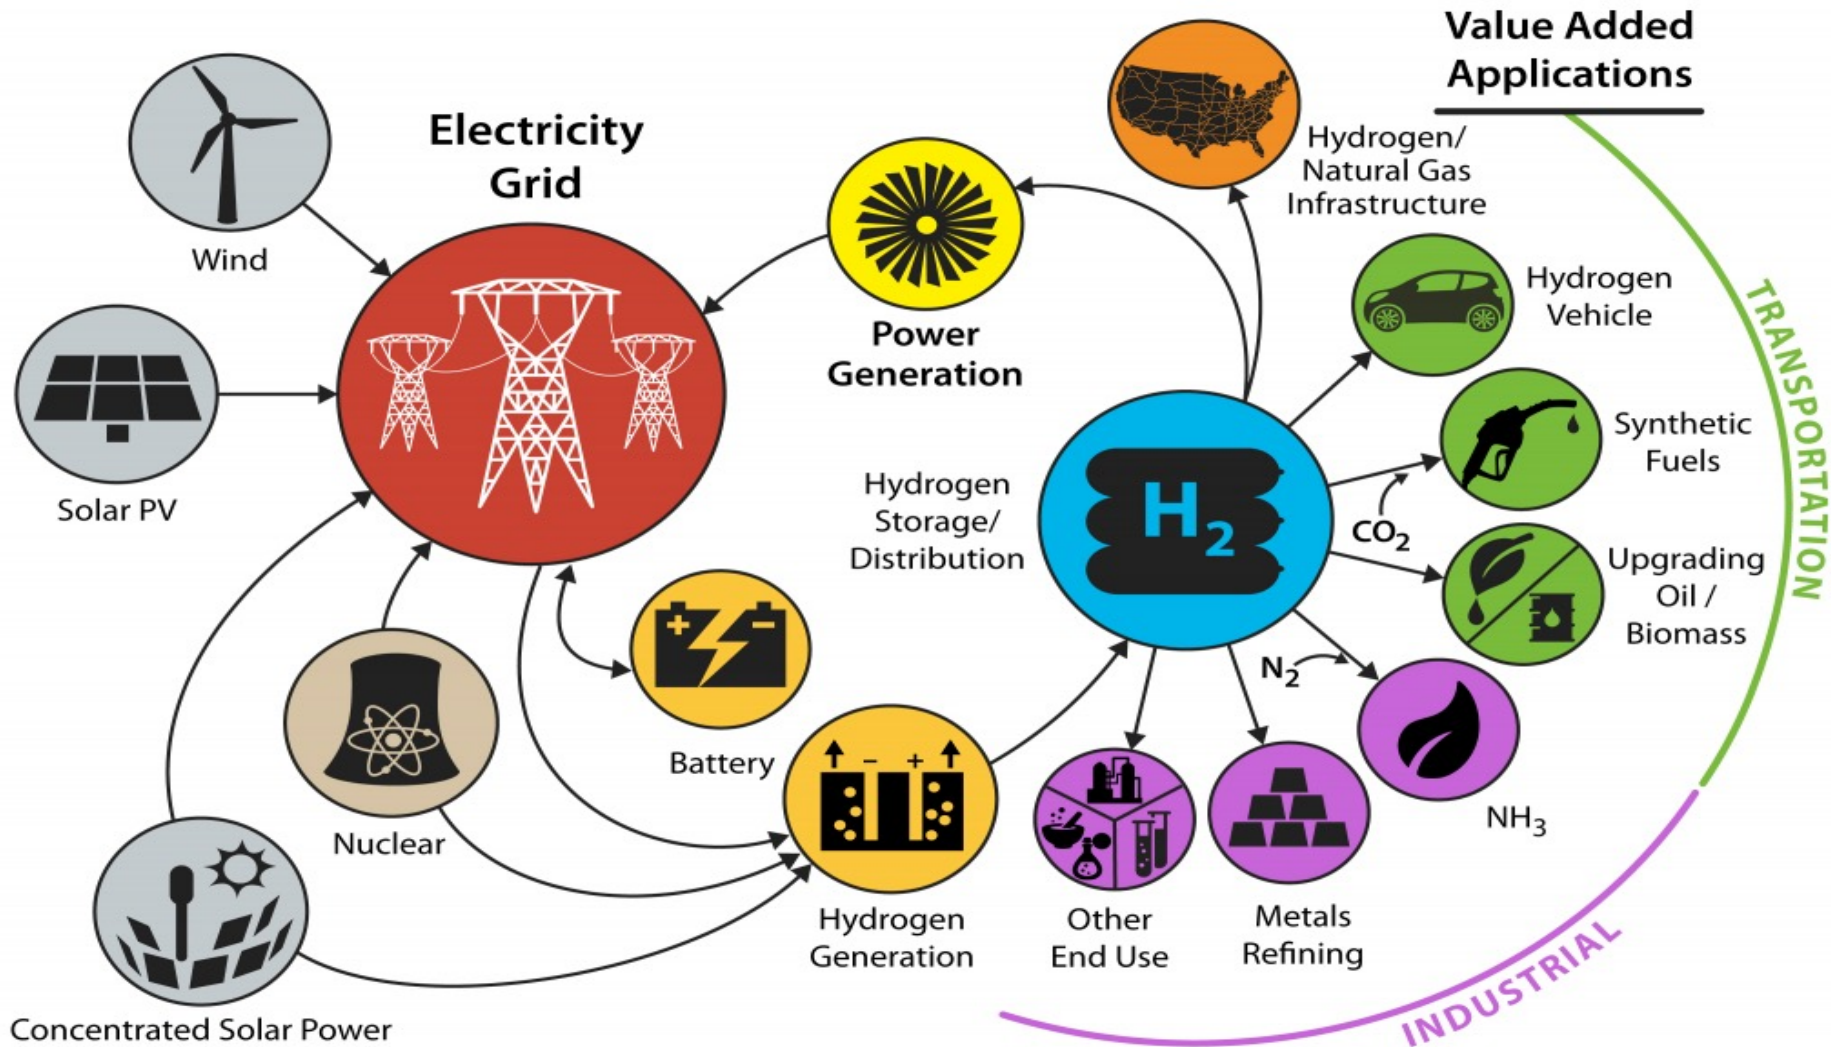 Value Added
Applications
Electricity
Grid
Wind
Hydrogen/
Natural Gas
Infrastructure
Power
Generation
Hydrogen
Vehicle
TRANSPORTATION
Solar PV
Synthetic
Fuels
Hydrogen
Storage/
Distribution
H2
CO2
Upgrading
Oil /
Biomass
+ -
Battery
N2
NH3
Nuclear
- +
Hydrogen
Generation
Other
End Use
Metals
Refining
INDUSTRIAL
Concentrated Solar Power